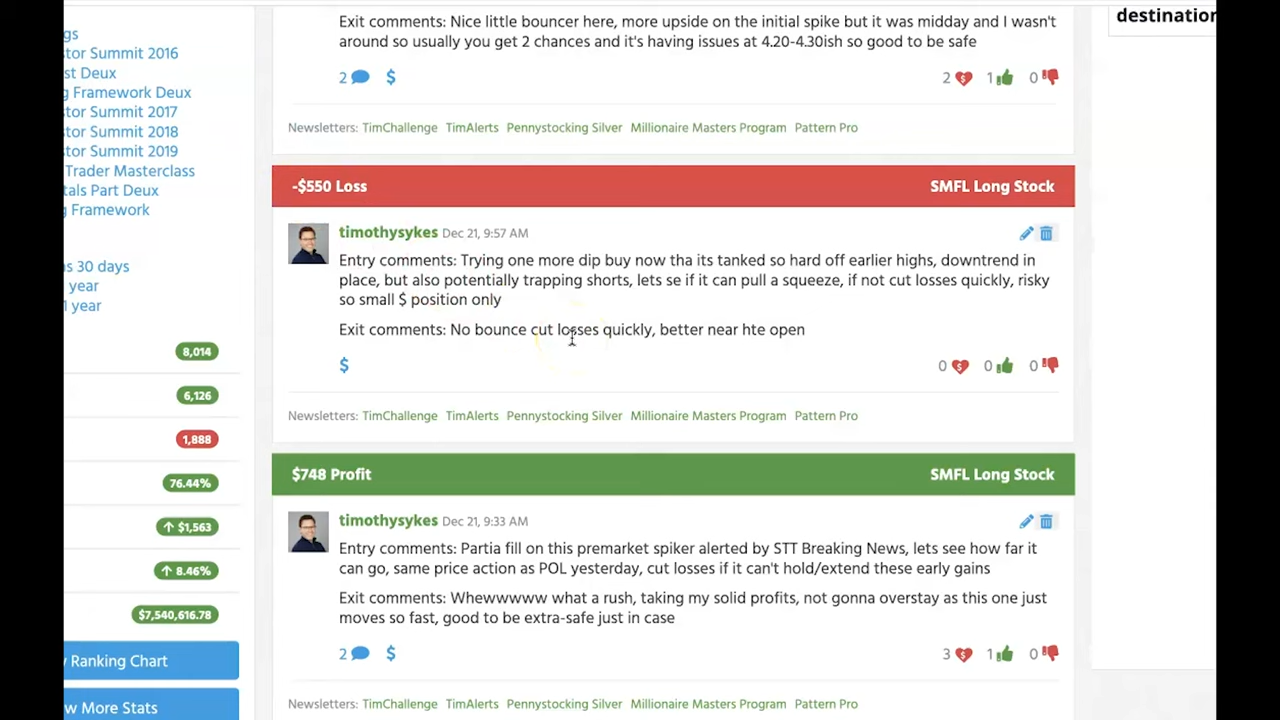 gs
stor Summit 2016
st Deux
g Framework Deux
stor Summit 2017
stor Summit 2018
stor Summit 2019
Trader Masterclass
tals Part Deux
g Framework
as 30 days
year
1 year
8,014
6,126
1,888
76.44%
$1,563
8.46%
$7,540,616.78
y Ranking Chart
w More Stats
Exit comments: Nice little bouncer here, more upside on the initial spike but it was midday and I wasn't
around so usually you get 2 chances and it's having issues at 4.20-4.30ish so good to be safe
2 $ 2 1 0
Newsletters: TimChallenge TimAlerts Pennystocking Silver Millionaire Masters Program Pattern Pro
-$550 Loss SMFL Long Stock
timothysykes Dec 21, 9:57 AM
Entry comments: Trying one more dip buy now tha its tanked so hard off earlier highs, downtrend in
place, but also potentially trapping shorts, lets se if it can pull a squeeze, if not cut losses quickly, risky
so small $ position only
Exit comments: No bounce cut losses quickly, better near hte open
$ 0 0 0
Newsletters: TimChallenge TimAlerts Pennystocking Silver Millionaire Masters Program Pattern Pro
$748 Profit SMFL Long Stock
timothysykes Dec 21, 9:33 AM
Entry comments: Partia fill on this premarket spiker alerted by STT Breaking News, lets see how far it
can go, same price action as POL yesterday, cut losses if it can't hold/extend these early gains
Exit comments: Whewwwww what a rush, taking my solid profits, not gonna overstay as this one just
moves so fast, good to be extra-safe just in case
2 $ 3 1 0
Newsletters: TimChallenge TimAlerts Pennystocking Silver Millionaire Masters Program Pattern Pro
destination